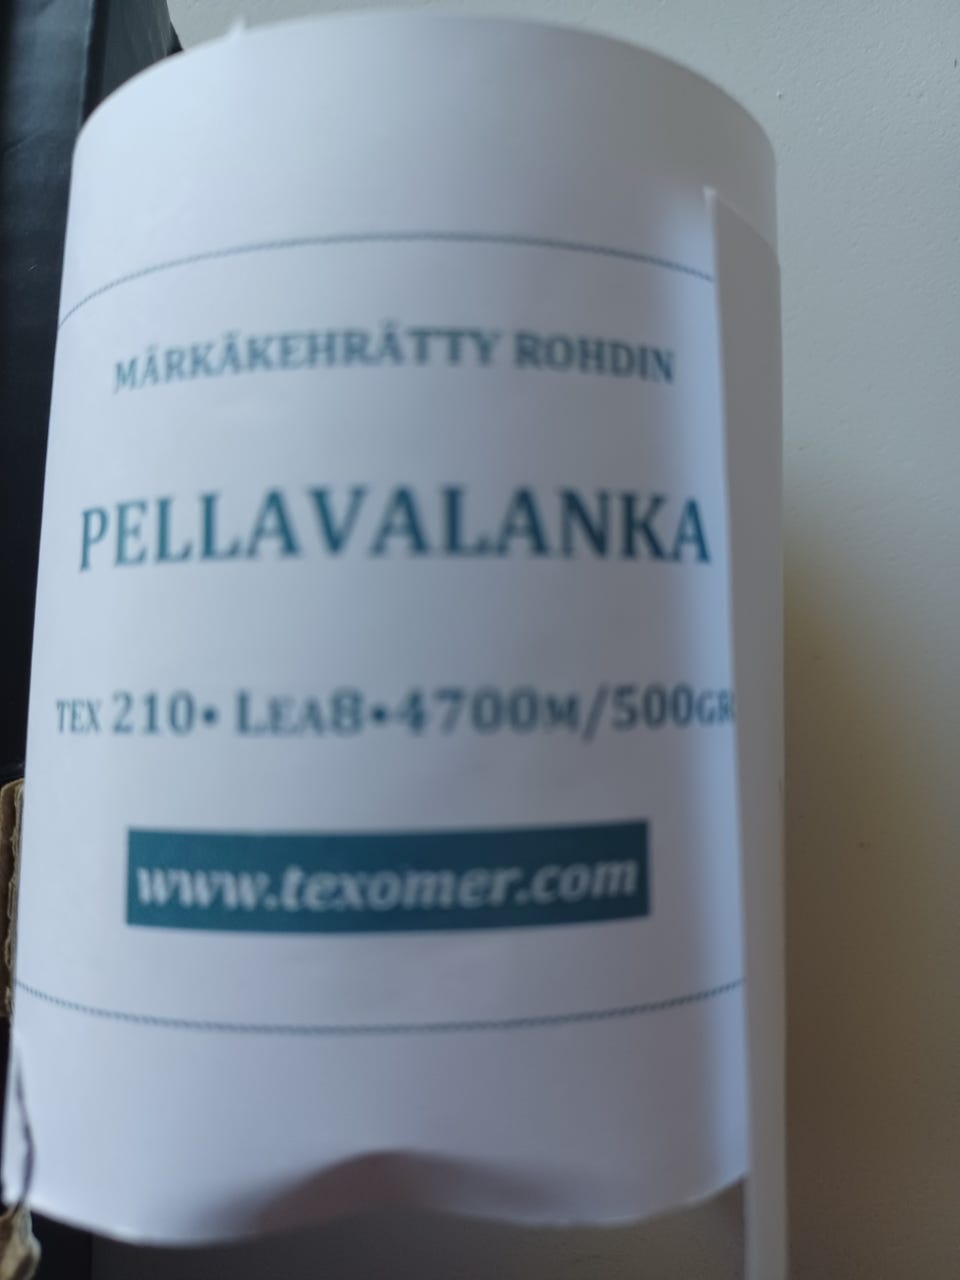 MÄRKÄKEHRÄTTY ROHDIN
PELLAVALANKA
TEX 210• LEA8•4700M/500GR
www.texomer.com